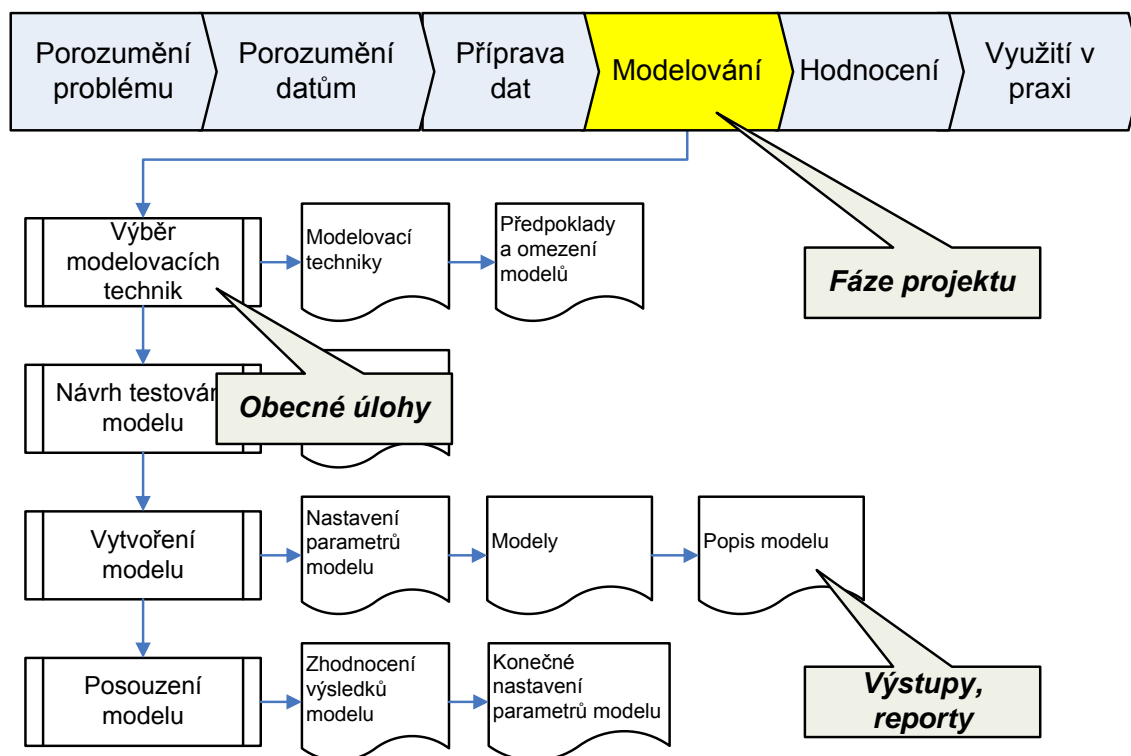 Porozumění
problému
Porozumění
datům
Příprava
dat
Modelování
Hodnocení
Využití v
praxi
Výběr
modelovacích
technik
Modelovací
techniky
Předpoklady
a omezení
modelů
Fáze projektu
Návrh testován
modelu
Obecné úlohy
Vytvoření
modelu
Nastavení
parametrů
modelu
Modely
Popis modelu
Posouzení
modelu
Zhodnocení
výsledků
modelu
Konečné
nastavení
parametrů modelu
Výstupy,
reporty